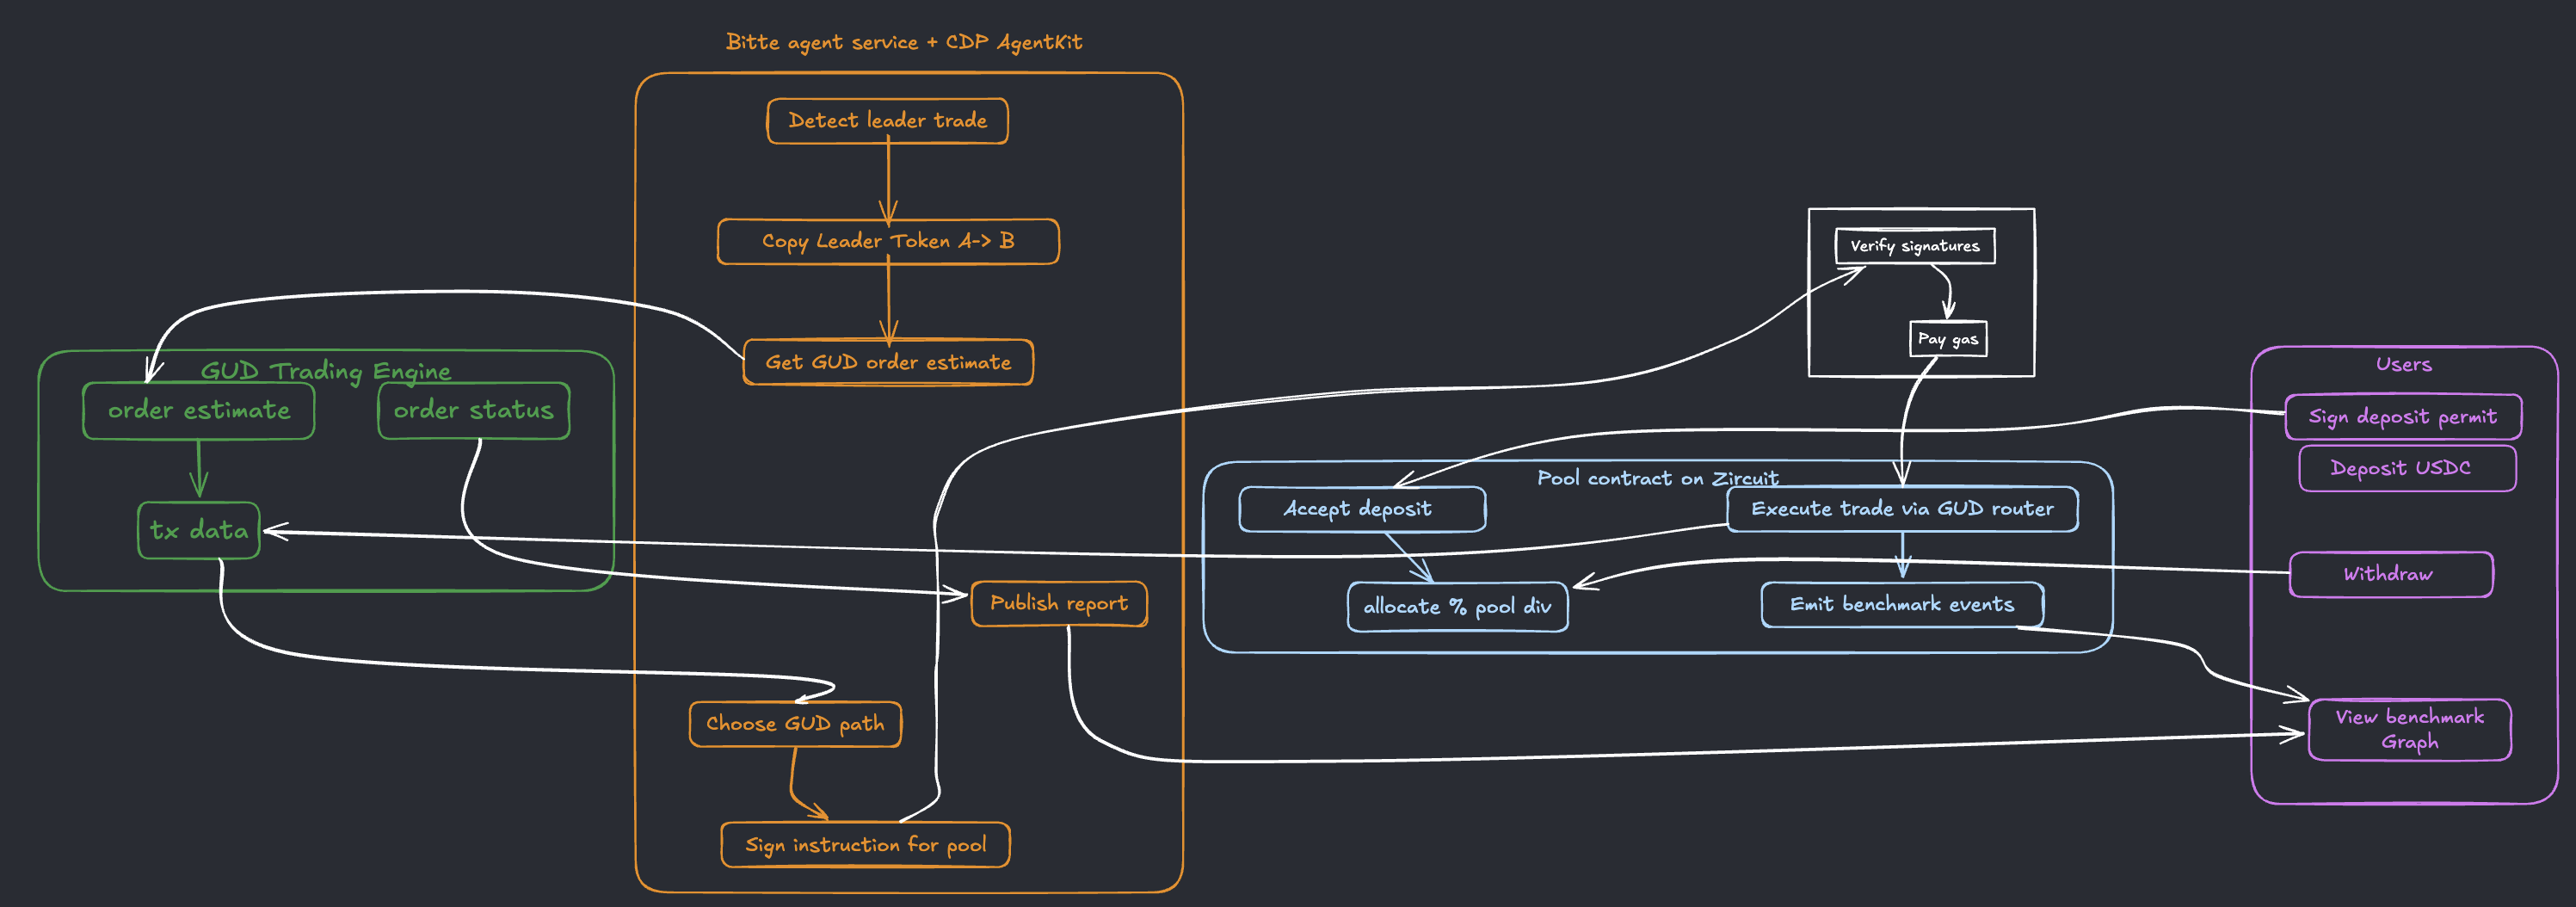 Bitte agent service + CDP AgentKit
Detect leader trade
Copy Leader Token A-> B
Get GUD order estimate
Publish report
Choose GUD path
Sign instruction for pool
GUD Trading Engine
order estimate
order status
tx data
Verify signatures
Pay gas
Pool contract on Zircuit
Accept deposit
Execute trade via GUD router
allocate % pool div
Emit benchmark events
Users
Sign deposit permit
Deposit USDC
Withdraw
View benchmark
Graph